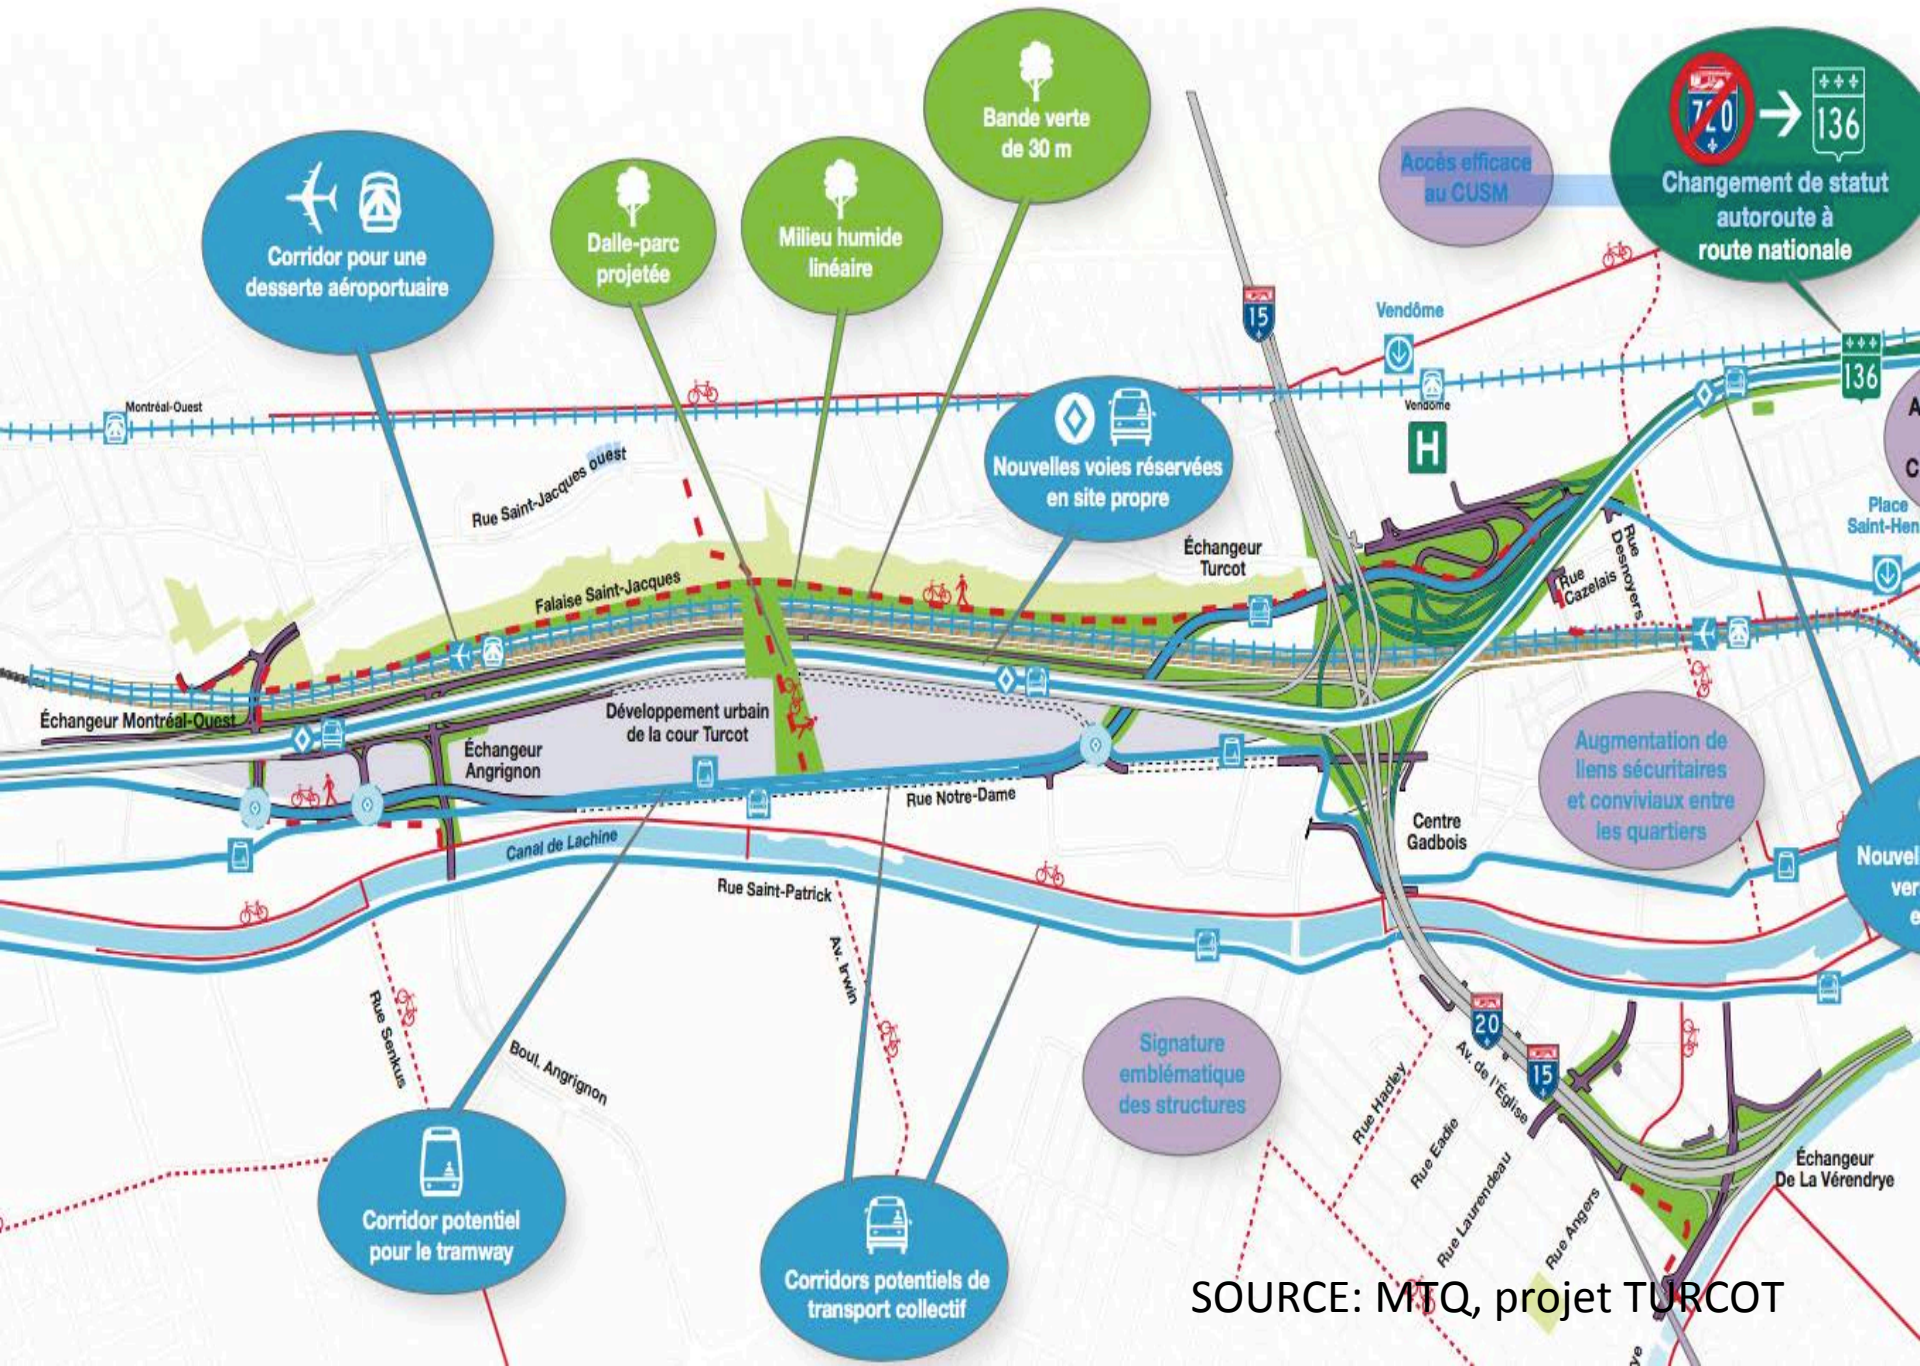 Bande verte
de 30 m
720
136
Changement de statut
autoroute à
route nationale
Accès efficace
au CUSM
Corridor pour une
desserte aéroportuaire
Dalle-parc
projetée
Milieu humide
linéaire
15
Vendôme
136
Montréal-Ouest
Vendôme
A
C
H
Nouvelles voies réservées
en site propre
Rue Saint-Jacques ouest
Place
Saint-Hen
Échangeur
Turcot
Rue
Desnoyers
Rue
Cazelais
Falaise Saint-Jacques
Échangeur Montréal-Ouest
Développement urbain
de la cour Turcot
Échangeur
Angrignon
Augmentation de
liens sécuritaires
et conviviaux entre
les quartiers
Rue Notre-Dame
Centre
Gadbois
Canal de Lachine
Nouvel
ver
e
Rue Saint-Patrick
Av. Irwin
Rue Senkus
Boul. Angrignon
Signature
emblématique
des structures
20
15
Av. de l'Église
Rue Hadley
Rue Eadie
Rue Laurendeau
Rue Angers
Échangeur
De La Vérendrye
Corridor potentiel
pour le tramway
Corridors potentiels de
transport collectif
SOURCE: MTQ, projet TURCOT
ye